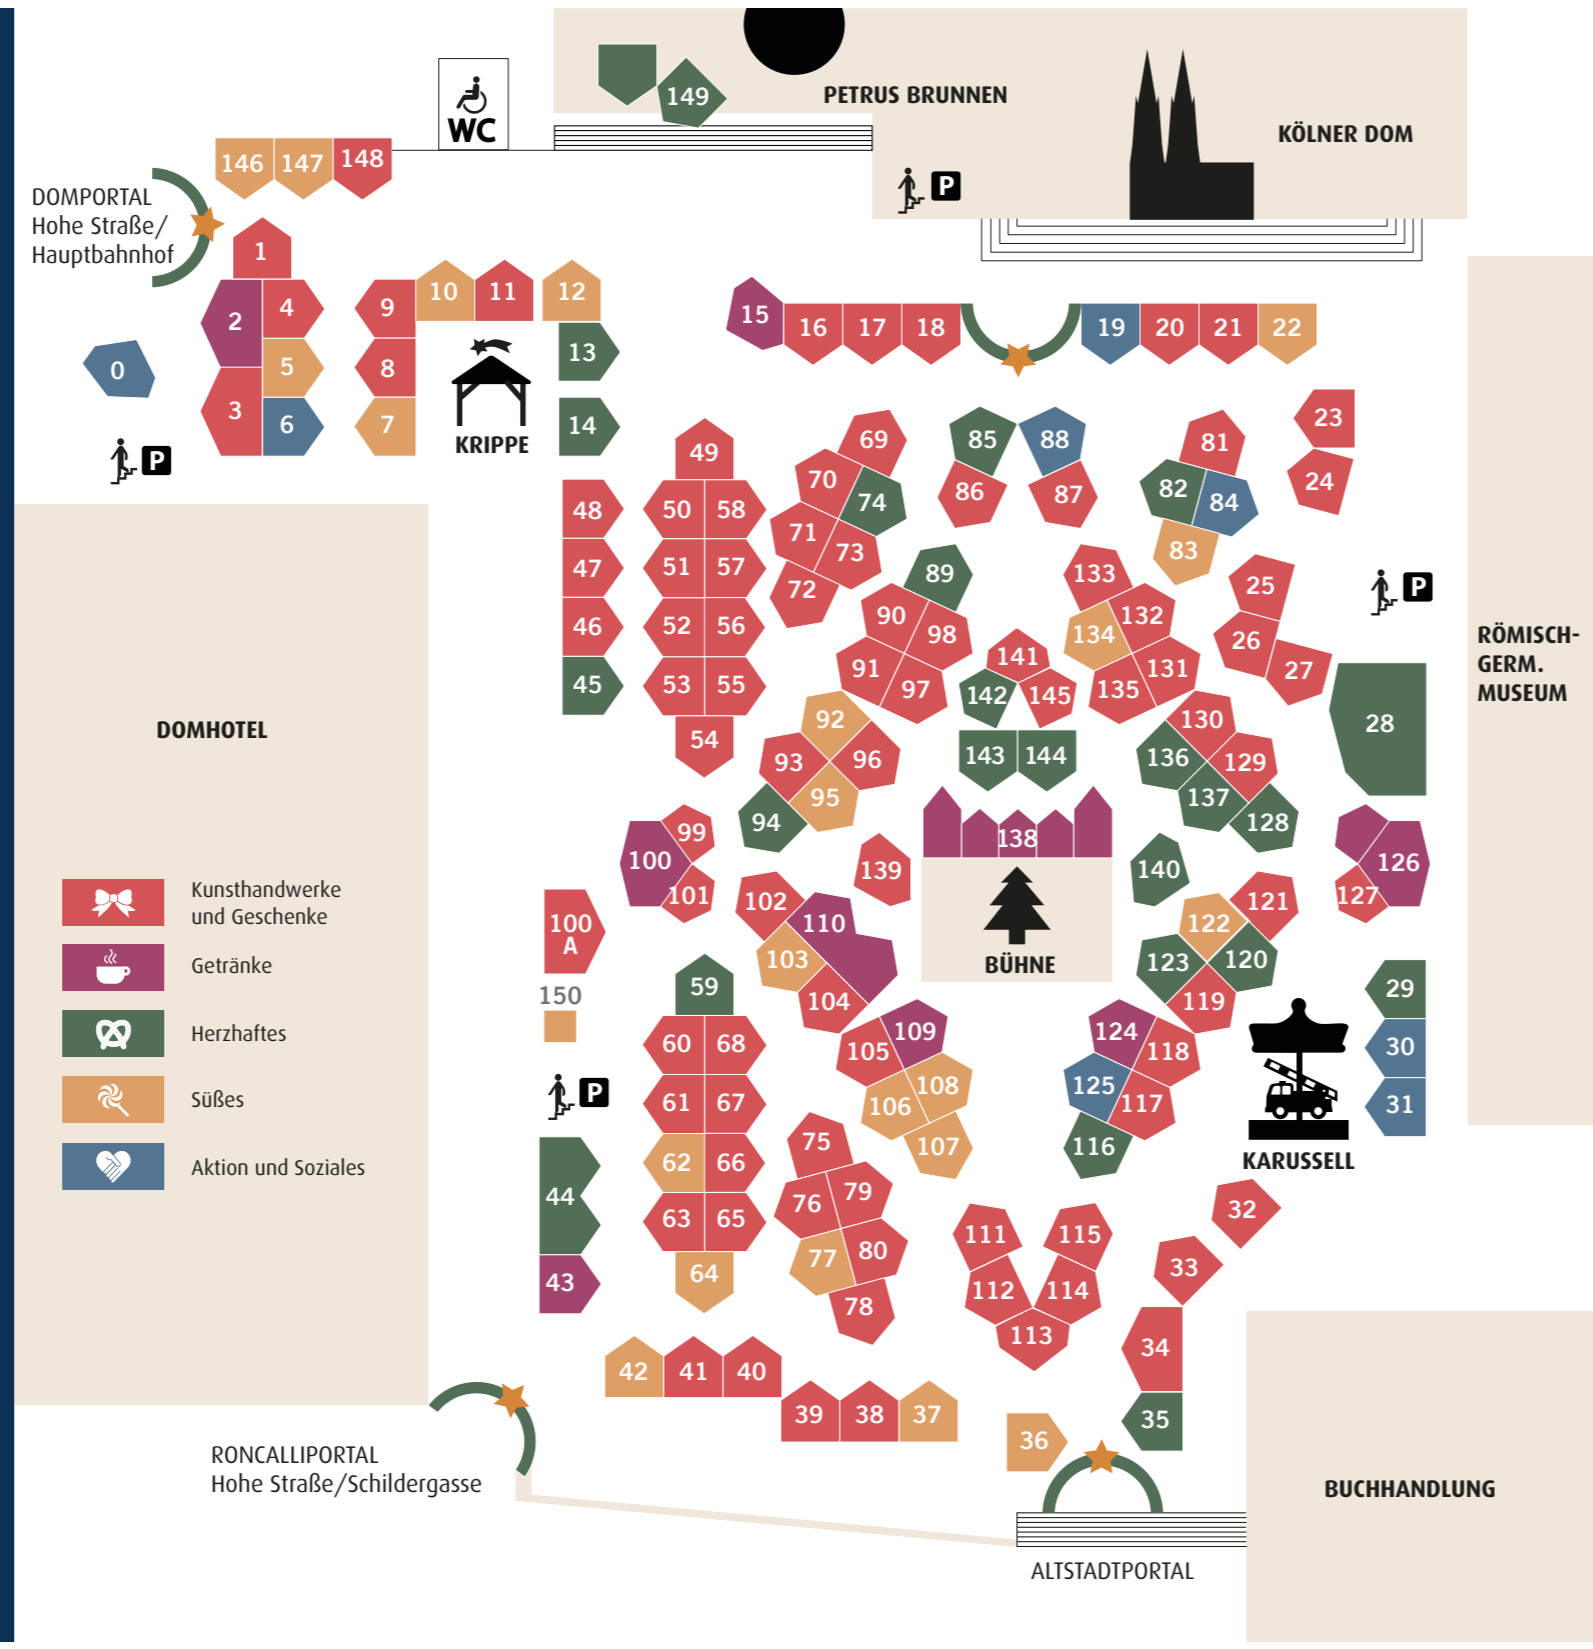 149
PETRUS BRUNNEN
KÖLNER DOM
WC
P
146 147 148
DOMPORTAL
Hohe Straße/
Hauptbahnhof
1
2 4
5
3 6
0
P
9 10 11 12
8
7
13
14
KRIPPE
15 16 17 18
19 20 21 22
23
24
25
26
27
28
P
RÖMISCH-
GERM.
MUSEUM
49
48 50 58
47 51 57
46 52 56
45 53 55
54
69
70 74
71 73
72
85 88
86 87
81
82 84
83
89
90 98
91 97
92
93 96
95
94
133
134 132
135 131
130
136 129
137
128
141
142 145
143 144
138
139
140
BÜHNE
DOMHOTEL
99
100
101
100
A
150
102
110
103
104
105 109
106 108
107
121
122
123 120
119
124 118
125 117
116
126
127
29
30
31
KARUSSELL
Kunsthandwerke
und Geschenke
Getränke
Herzhaftes
Süßes
Aktion und Soziales
P
59
60 68
61 67
62 66
63 65
64
44
43
75
76 79
77 80
78
111 115
112 114
113
32
33
34
35
36
42 41 40
39 38 37
RONCALLIPORTAL
Hohe Straße/Schildergasse
ALTSTADTPORTAL
BUCHHANDLUNG